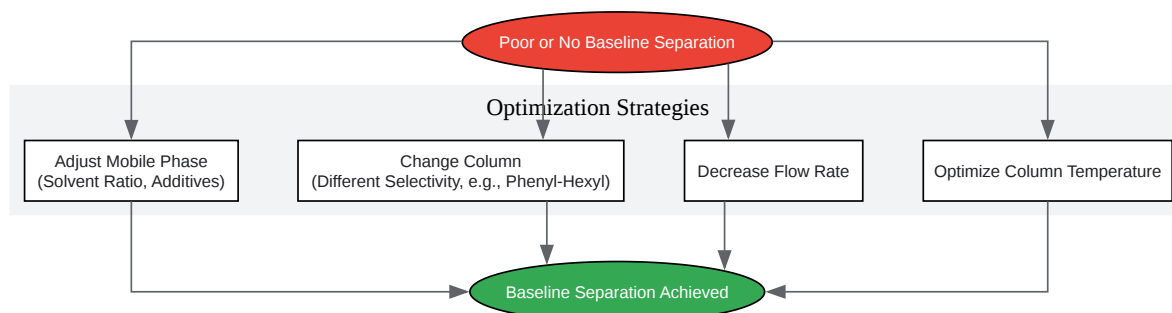 Poor or No Baseline Separation
Optimization Strategies
Adjust Mobile Phase
(Solvent Ratio, Additives)
Change Column
(Different Selectivity, e.g., Phenyl-Hexyl)
Decrease Flow Rate
Optimize Column Temperature
Baseline Separation Achieved